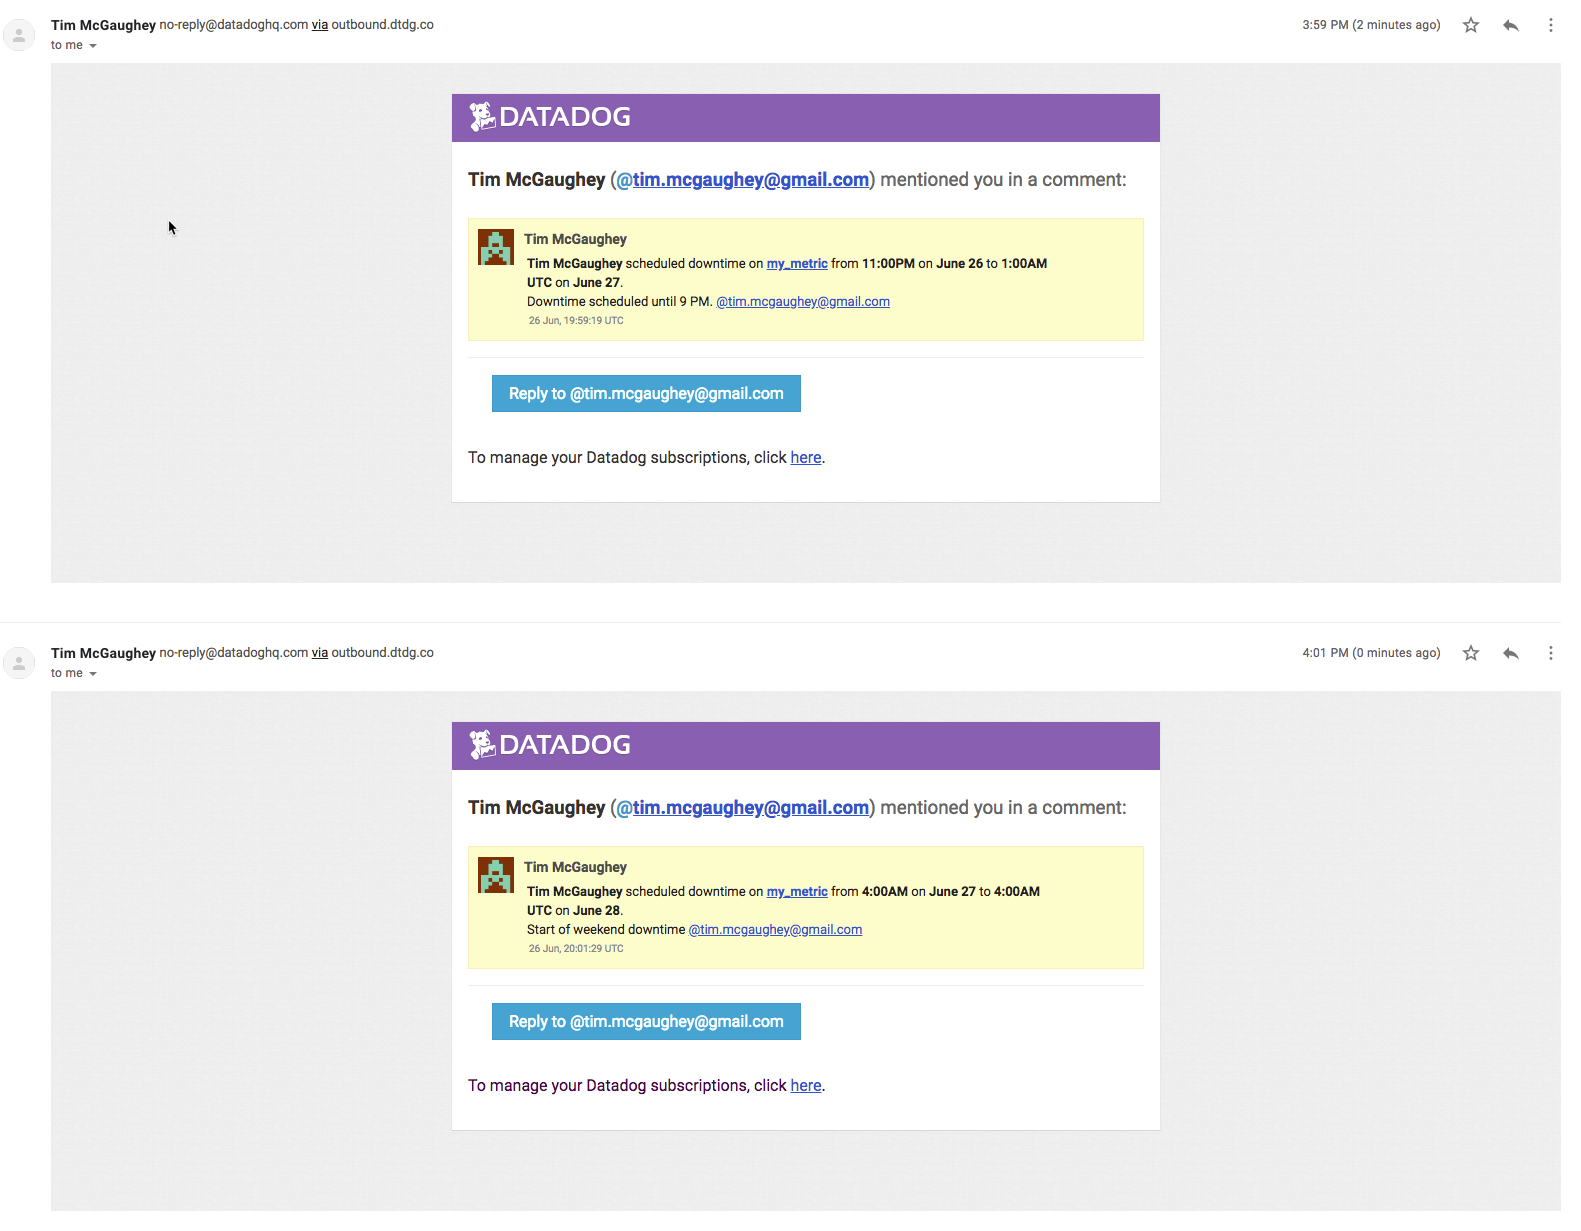 Tim McGaughey no-reply@datadoghq.com via outbound.dtdg.co 3:59 PM (2 minutes ago)
to me
DATADOG
Tim McGaughey (@tim.mcgaughey@gmail.com) mentioned you in a comment:
Tim McGaughey
Tim McGaughey scheduled downtime on my_metric from 11:00PM on June 26 to 1:00AM
UTC on June 27.
Downtime scheduled until 9 PM. @tim.mcgaughey@gmail.com
26 Jun, 19:59:19 UTC
Reply to @tim.mcgaughey@gmail.com
To manage your Datadog subscriptions, click here.
Tim McGaughey no-reply@datadoghq.com via outbound.dtdg.co 4:01 PM (0 minutes ago)
to me
DATADOG
Tim McGaughey (@tim.mcgaughey@gmail.com) mentioned you in a comment:
Tim McGaughey
Tim McGaughey scheduled downtime on my_metric from 4:00AM on June 27 to 4:00AM
UTC on June 28.
Start of weekend downtime @tim.mcgaughey@gmail.com
26 Jun, 20:01:29 UTC
Reply to @tim.mcgaughey@gmail.com
To manage your Datadog subscriptions, click here.